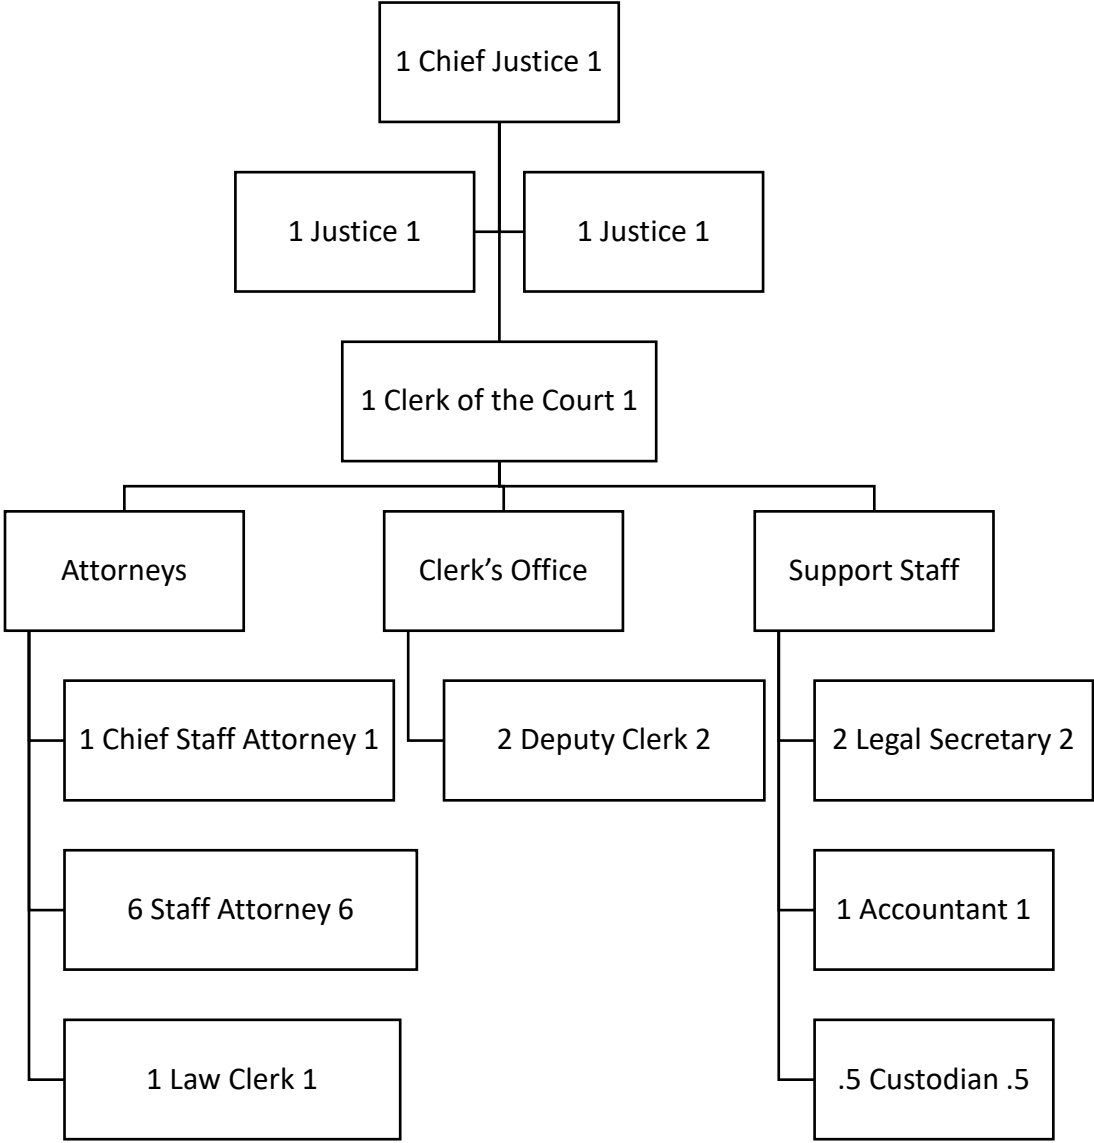 1 Chief Justice 1
1 Justice 1
1 Justice 1
1 Clerk of the Court 1
Attorneys
Clerk’s Office
Support Staff
1 Chief Staff Attorney 1
2 Deputy Clerk 2
2 Legal Secretary 2
6 Staff Attorney 6
1 Accountant 1
1 Law Clerk 1
.5 Custodian .5